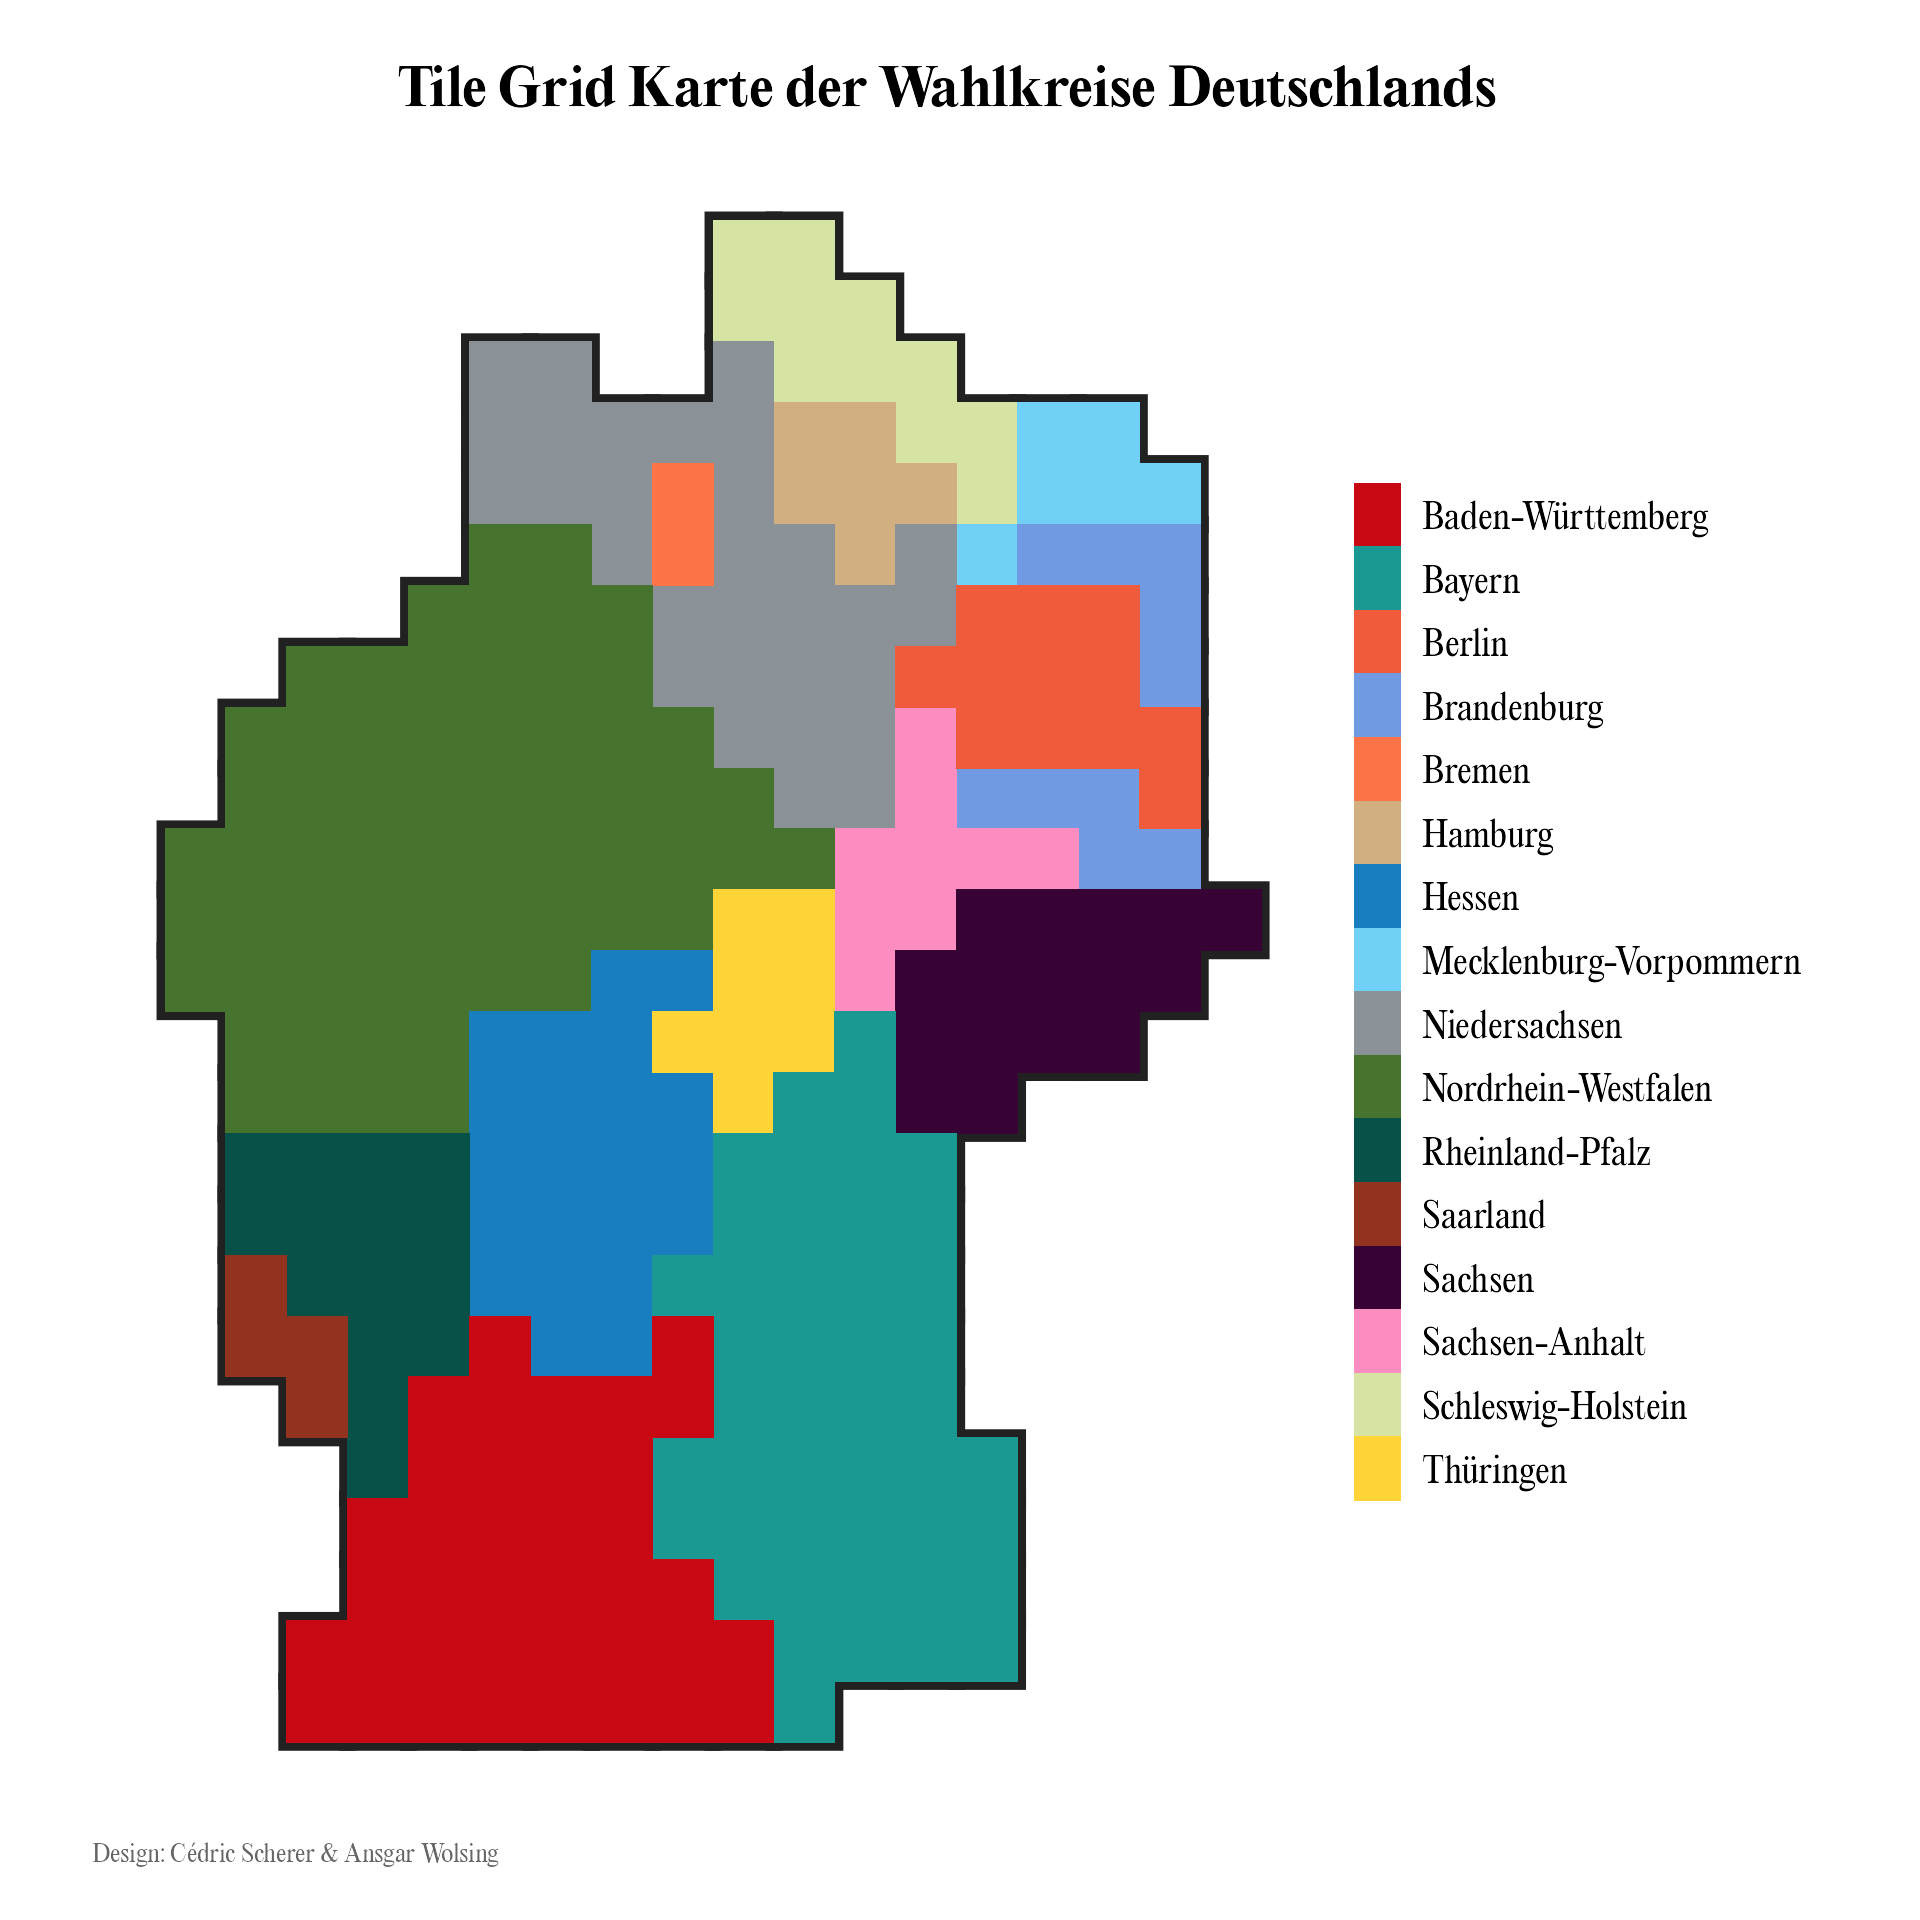 Tile Grid Karte der Wahlkreise Deutschlands
Baden-Württemberg
Bayern
Berlin
Brandenburg
Bremen
Hamburg
Hessen
Mecklenburg-Vorpommern
Niedersachsen
Nordrhein-Westfalen
Rheinland-Pfalz
Saarland
Sachsen
Sachsen-Anhalt
Schleswig-Holstein
Thüringen
Design: Cédric Scherer & Ansgar Wolsing